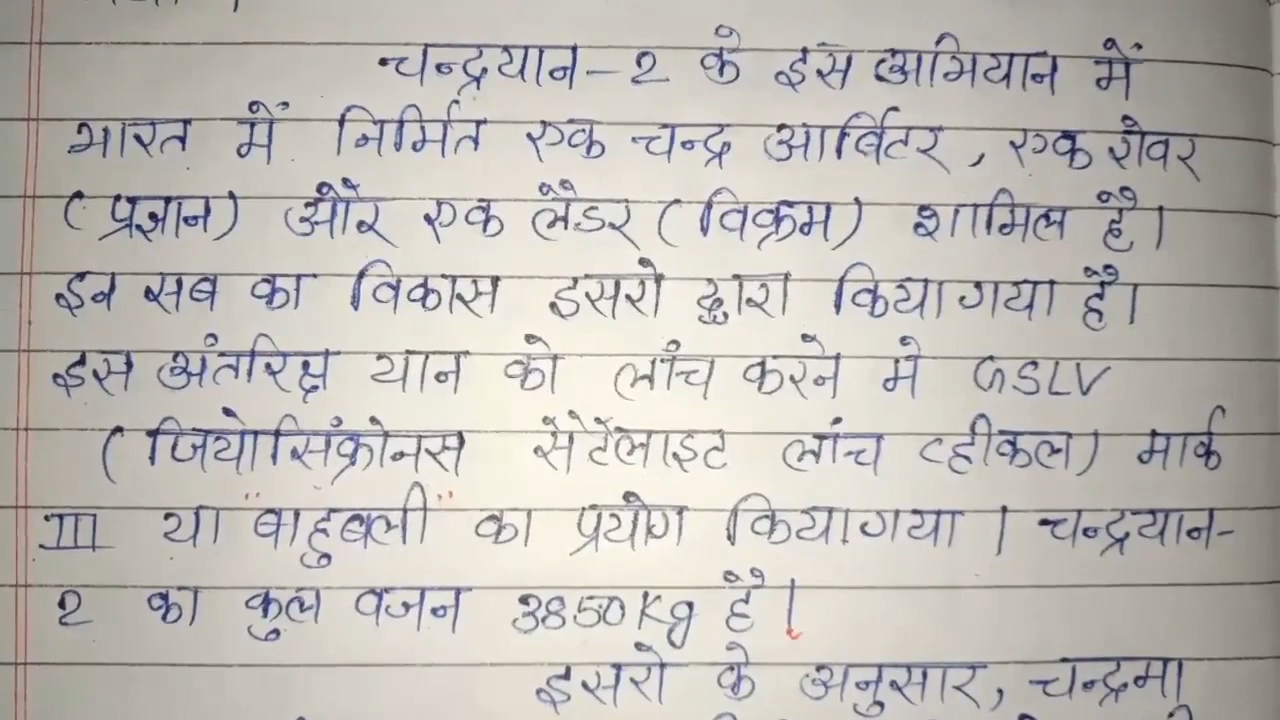 चन्द्रयान-2 के इस अभियान में
भारत में निर्मित एक चन्द्र आर्बिटर, एक रोवर
(प्रज्ञान) और एक लैंडर (विक्रम) शामिल है।
इन सब का विकास इसरो द्वारा किया गया है।
इस अंतरिक्ष यान को लांच करने मे GSLV
(जियोसिंक्रोनस सैटेलाइट लांच व्हीकल) मार्क
III या "बाहुबली" का प्रयोग किया गया। चन्द्रयान-
2 का कुल वजन 3850Kg है।
इसरो के अनुसार, चन्द्रमा